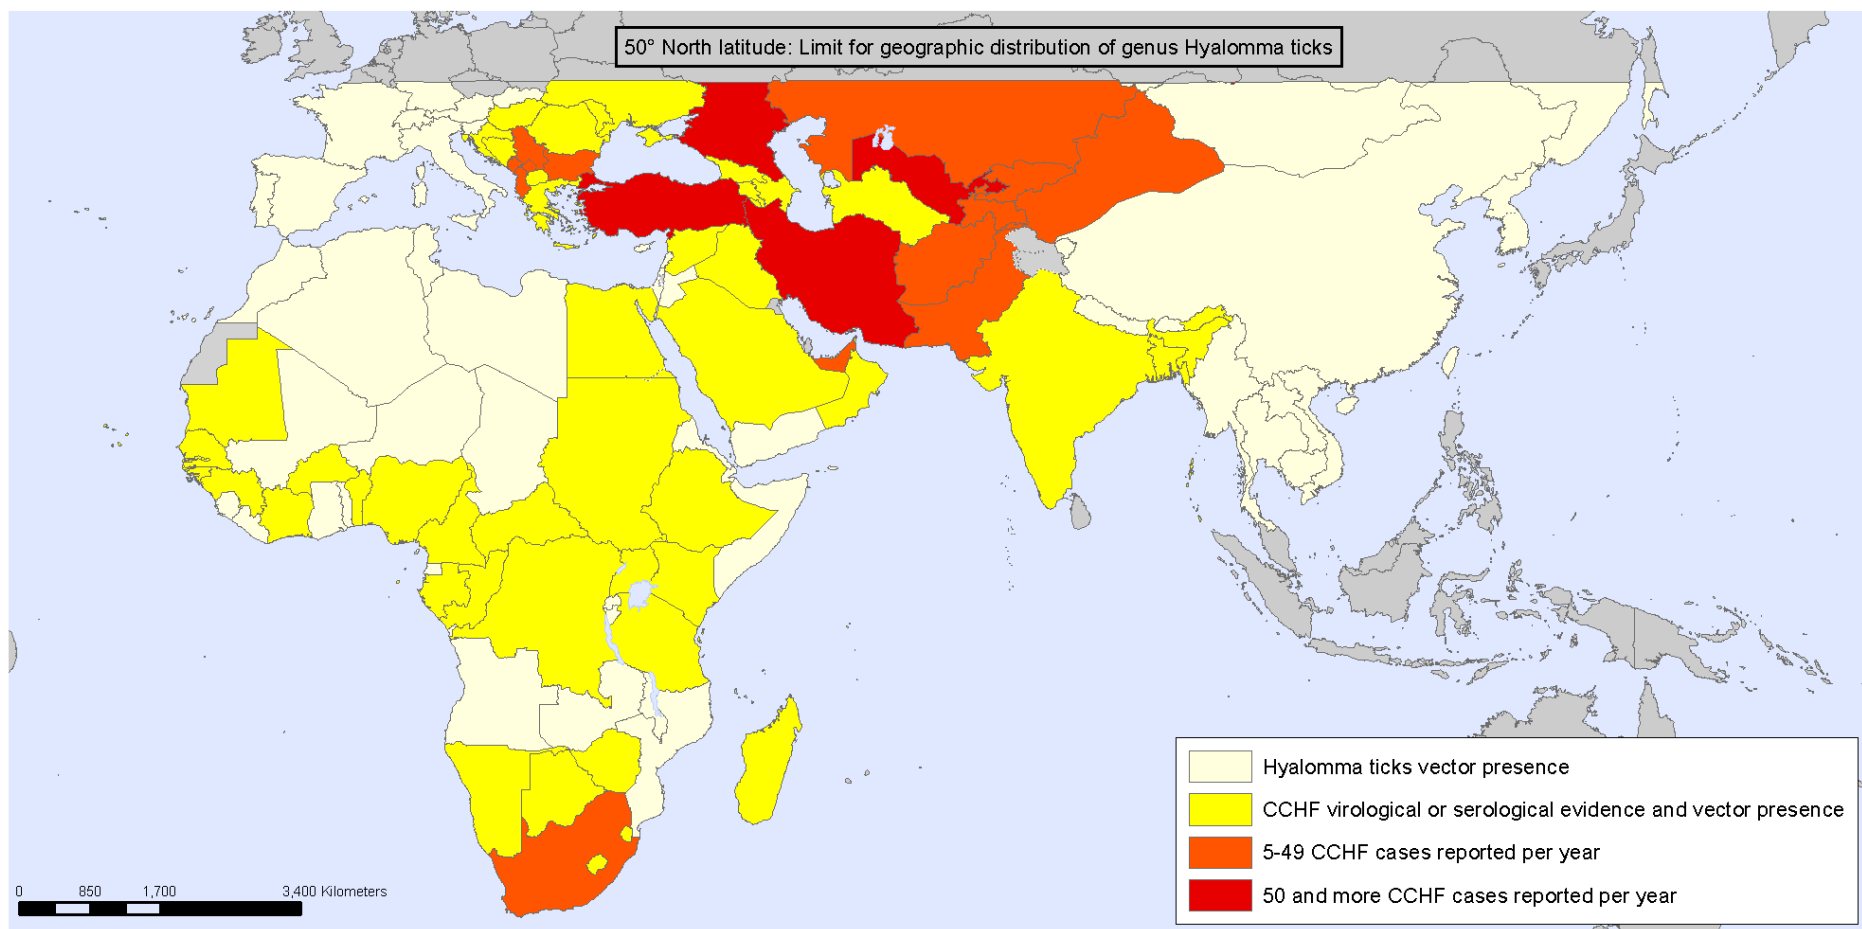 50° North latitude: Limit for geographic distribution of genus Hyalomma ticks
Hyalomma ticks vector presence
CCHF virological or serological evidence and vector presence
5-49 CCHF cases reported per year
50 and more CCHF cases reported per year
0 850 1,700 3,400 Kilometers